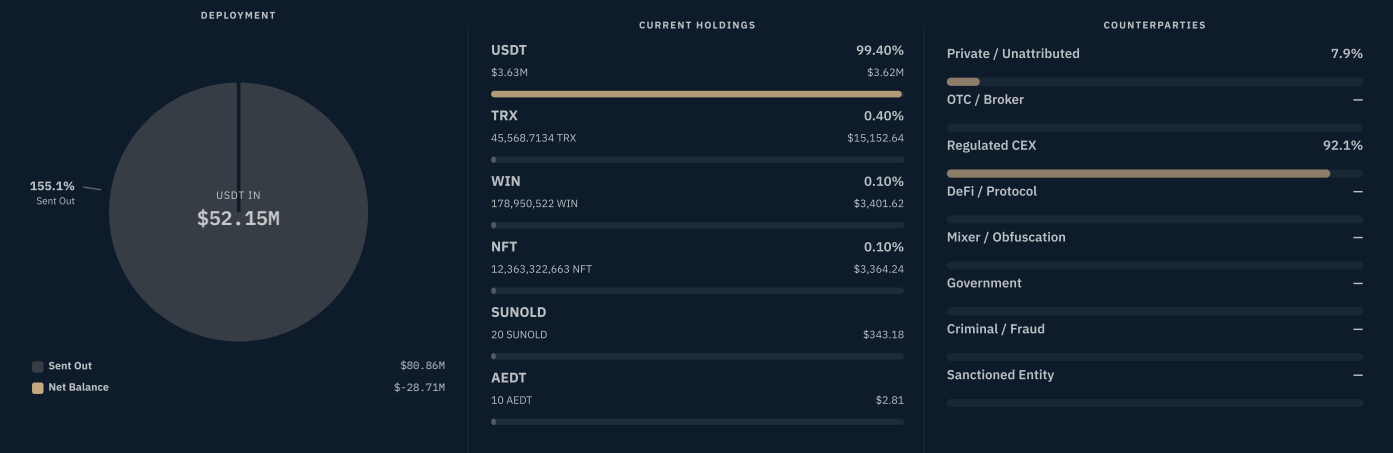 DEPLOYMENT
155.1%
Sent Out
USDT IN
$52.15M
Sent Out $80.86M
Net Balance $-28.71M
CURRENT HOLDINGS
USDT 99.40%
$3.63M $3.62M
TRX 0.40%
45,568.7134 TRX $15,152.64
WIN 0.10%
178,950,522 WIN $3,401.62
NFT 0.10%
12,363,322,663 NFT $3,364.24
SUNOLD
20 SUNOLD $343.18
AEDT
10 AEDT $2.81
COUNTERPARTIES
Private / Unattributed 7.9%
OTC / Broker —
Regulated CEX 92.1%
DeFi / Protocol —
Mixer / Obfuscation —
Government —
Criminal / Fraud —
Sanctioned Entity —